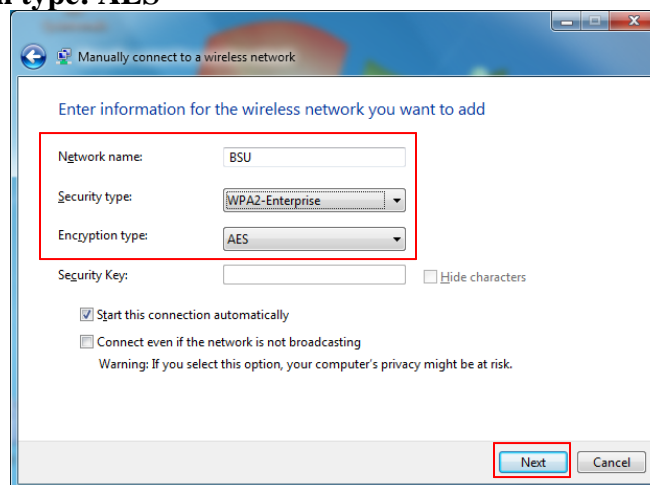 n type: AES
Manually connect to a wireless network
Enter information for the wireless network you want to add
Network name: BSU
Security type: WPA2-Enterprise
Encryption type: AES
Security Key: Hide characters
Start this connection automatically
Connect even if the network is not broadcasting
Warning: If you select this option, your computer's privacy might be at risk.
Next Cancel